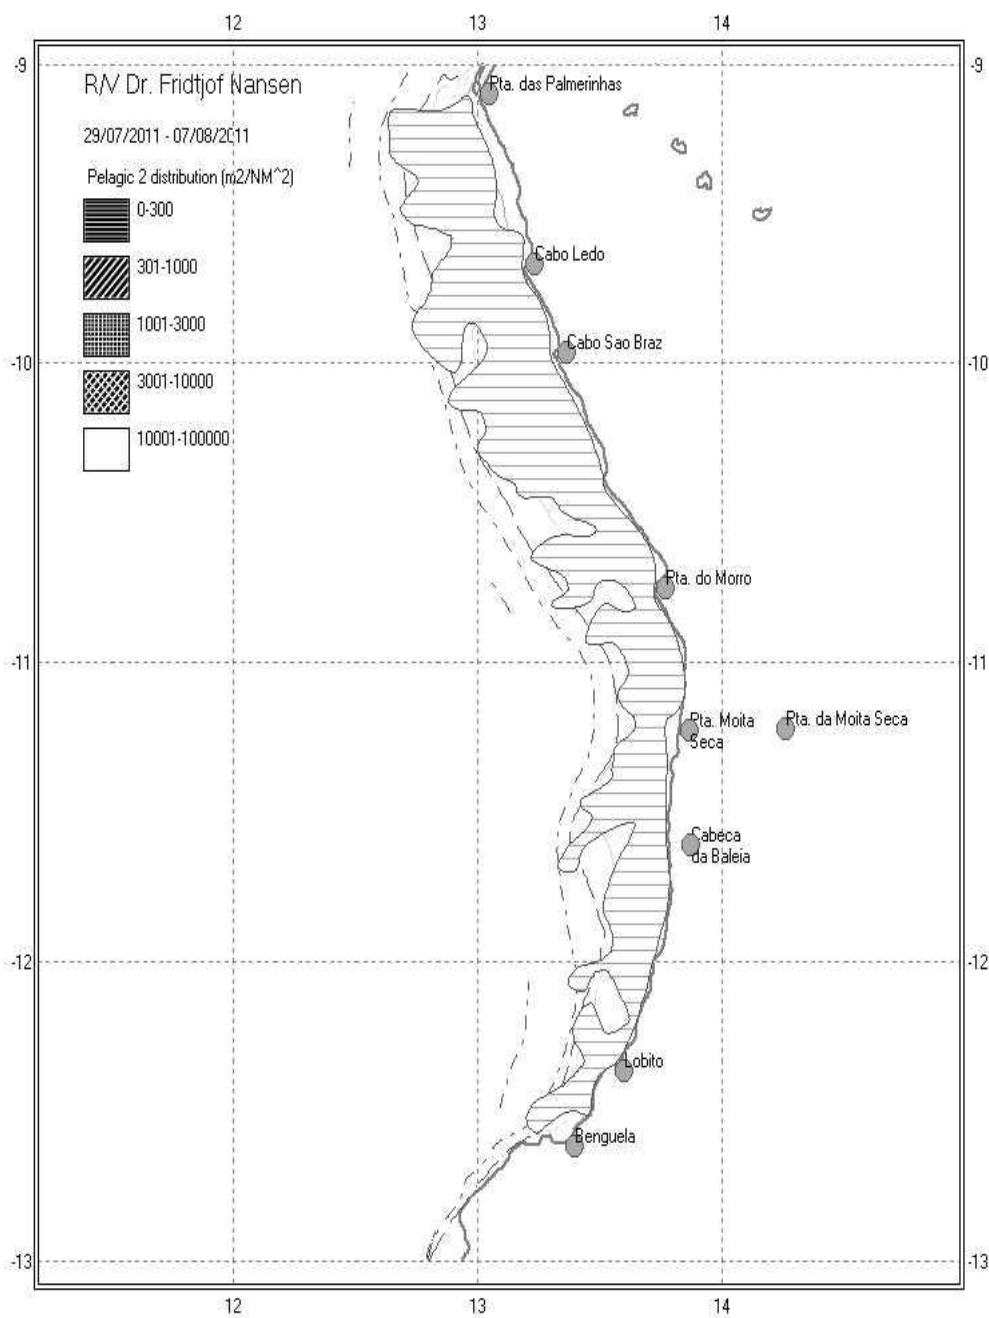 12 13 14
-9 -9
R/V Dr. Fridtjof Nansen
Pta. das Palmerinhas
29/07/2011 - 07/08/2011
Pelagic 2 distribution (m2/NM^2)
0-300
301-1000
1001-3000
3001-10000
10001-100000
Cabo Ledo
Cabo Sao Braz
-10 -10
Pta. do Morro
-11 -11
Pta. Moita
Seca
Pta. da Moita Seca
Cabeca
da Baleia
-12 -12
Lobito
Benguela
-13 -13
12 13 14